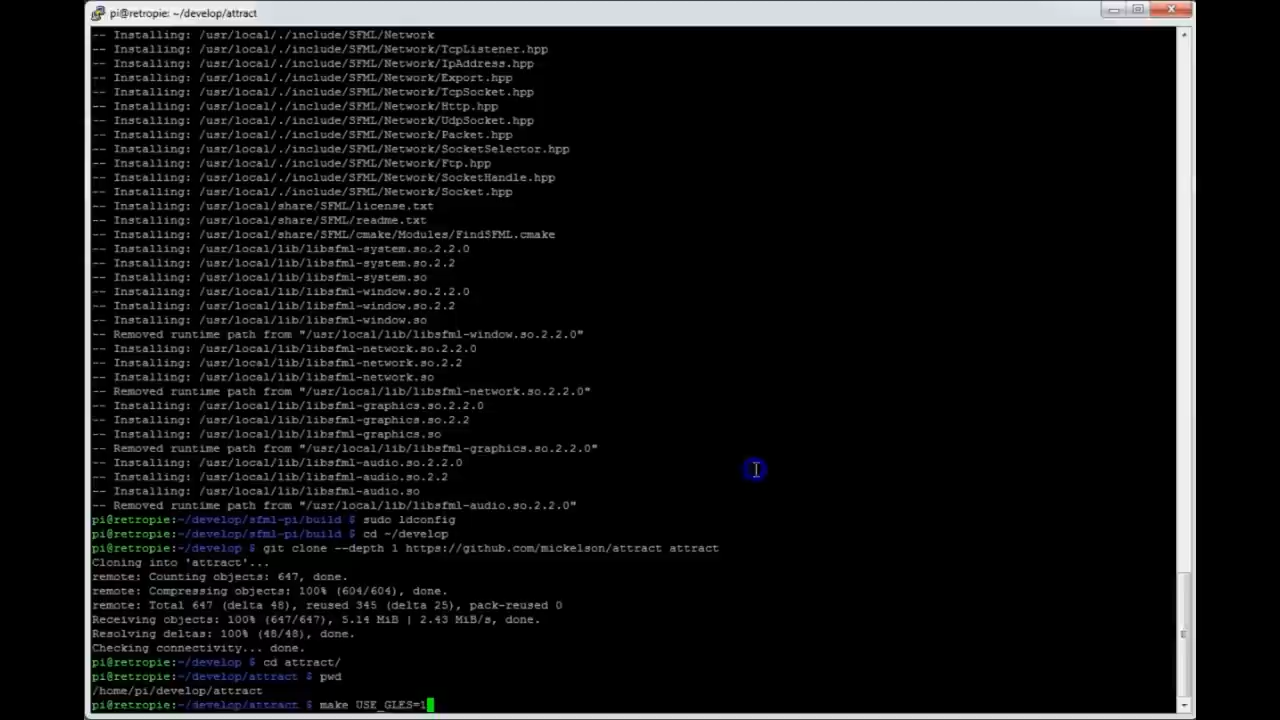 pi@retropie: ~/develop/attract
-- Installing: /usr/local/./include/SFML/Network
-- Installing: /usr/local/./include/SFML/Network/TcpListener.hpp
-- Installing: /usr/local/./include/SFML/Network/IpAddress.hpp
-- Installing: /usr/local/./include/SFML/Network/Export.hpp
-- Installing: /usr/local/./include/SFML/Network/TcpSocket.hpp
-- Installing: /usr/local/./include/SFML/Network/Http.hpp
-- Installing: /usr/local/./include/SFML/Network/UdpSocket.hpp
-- Installing: /usr/local/./include/SFML/Network/Packet.hpp
-- Installing: /usr/local/./include/SFML/Network/SocketSelector.hpp
-- Installing: /usr/local/./include/SFML/Network/Ftp.hpp
-- Installing: /usr/local/./include/SFML/Network/SocketHandle.hpp
-- Installing: /usr/local/./include/SFML/Network/Socket.hpp
-- Installing: /usr/local/share/SFML/license.txt
-- Installing: /usr/local/share/SFML/readme.txt
-- Installing: /usr/local/share/SFML/cmake/Modules/FindSFML.cmake
-- Installing: /usr/local/lib/libsfml-system.so.2.2.0
-- Installing: /usr/local/lib/libsfml-system.so.2.2
-- Installing: /usr/local/lib/libsfml-system.so
-- Installing: /usr/local/lib/libsfml-window.so.2.2.0
-- Installing: /usr/local/lib/libsfml-window.so.2.2
-- Installing: /usr/local/lib/libsfml-window.so
-- Removed runtime path from "/usr/local/lib/libsfml-window.so.2.2.0"
-- Installing: /usr/local/lib/libsfml-network.so.2.2.0
-- Installing: /usr/local/lib/libsfml-network.so.2.2
-- Installing: /usr/local/lib/libsfml-network.so
-- Removed runtime path from "/usr/local/lib/libsfml-network.so.2.2.0"
-- Installing: /usr/local/lib/libsfml-graphics.so.2.2.0
-- Installing: /usr/local/lib/libsfml-graphics.so.2.2
-- Installing: /usr/local/lib/libsfml-graphics.so
-- Removed runtime path from "/usr/local/lib/libsfml-graphics.so.2.2.0"
-- Installing: /usr/local/lib/libsfml-audio.so.2.2.0
-- Installing: /usr/local/lib/libsfml-audio.so.2.2
-- Installing: /usr/local/lib/libsfml-audio.so
-- Removed runtime path from "/usr/local/lib/libsfml-audio.so.2.2.0"
pi@retropie:~/develop/sfml-pi/build $ sudo ldconfig
pi@retropie:~/develop/sfml-pi/build $ cd ~/develop
pi@retropie:~/develop $ git clone --depth 1 https://github.com/mickelson/attract attract
Cloning into 'attract'...
remote: Counting objects: 647, done.
remote: Compressing objects: 100% (604/604), done.
remote: Total 647 (delta 48), reused 345 (delta 25), pack-reused 0
Receiving objects: 100% (647/647), 5.14 MiB | 2.43 MiB/s, done.
Resolving deltas: 100% (48/48), done.
Checking connectivity... done.
pi@retropie:~/develop $ cd attract/
pi@retropie:~/develop/attract $ pwd
/home/pi/develop/attract
pi@retropie:~/develop/attract $ make USE_GLES=1